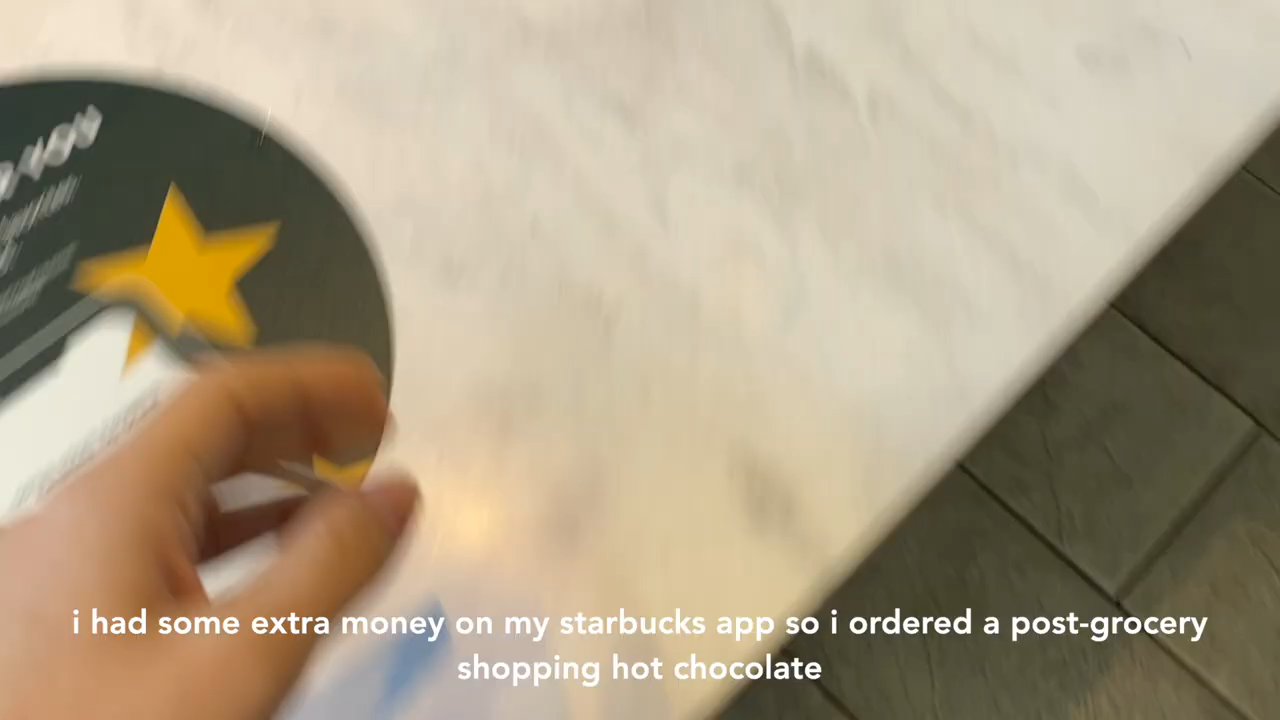 i had some extra money on my starbucks app so i ordered a post-grocery
shopping hot chocolate